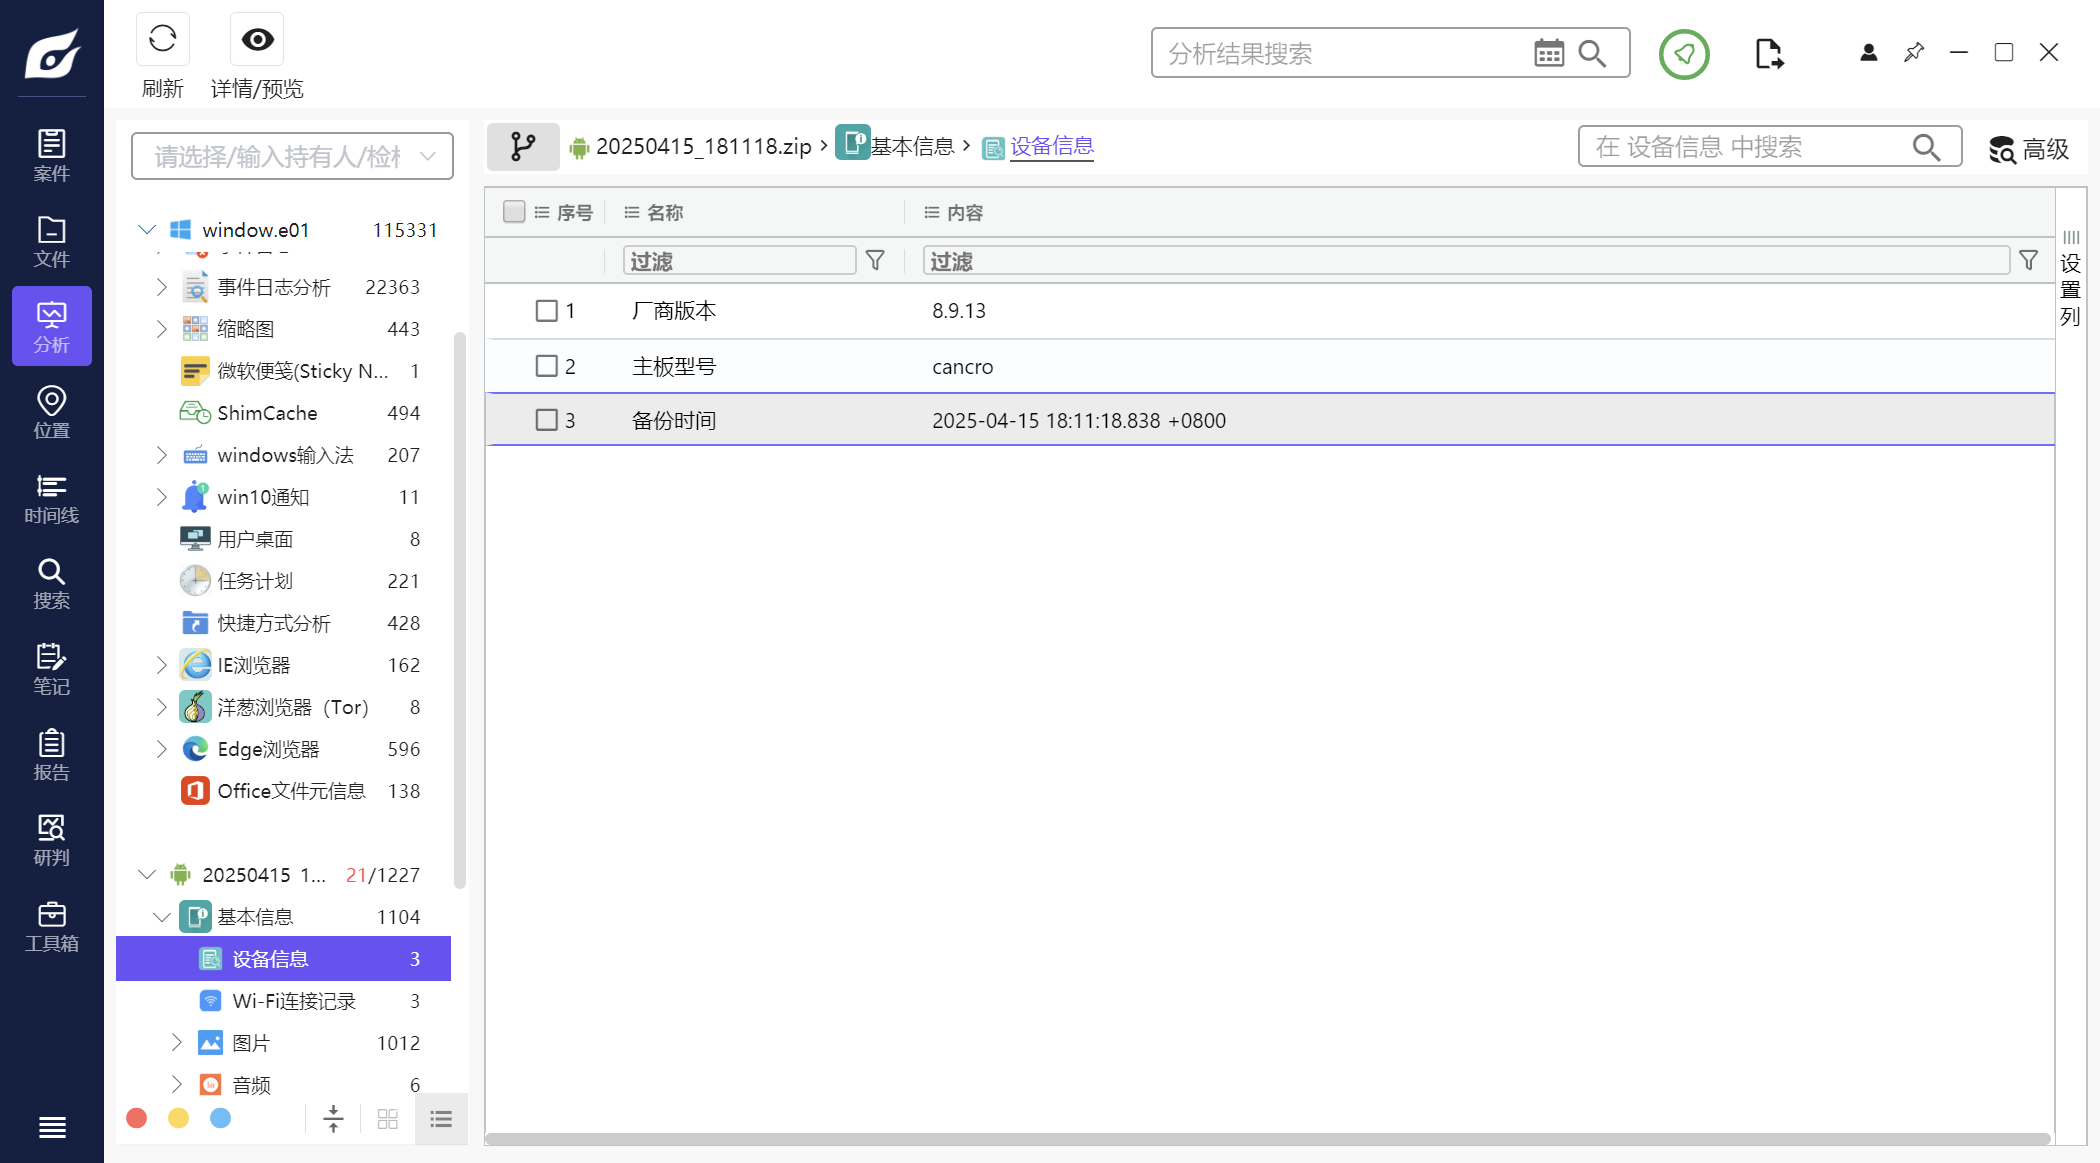 刷新
详情/预览
分析结果搜索
案件
文件
分析
位置
时间线
搜索
笔记
报告
研判
工具箱
请选择/输入持有人/检材
window.e01 115331
事件日志分析 22363
缩略图 443
微软便笺(Sticky N... 1
ShimCache 494
windows输入法 207
win10通知 11
用户桌面 8
任务计划 221
快捷方式分析 428
IE浏览器 162
洋葱浏览器（Tor） 8
Edge浏览器 596
Office文件元信息 138
20250415 1... 21/1227
基本信息 1104
设备信息 3
Wi-Fi连接记录 3
图片 1012
音频 6
20250415_181118.zip › 基本信息 › 设备信息
在 设备信息 中搜索
高级
序号 名称 内容
过滤 过滤
1 厂商版本 8.9.13
2 主板型号 cancro
3 备份时间 2025-04-15 18:11:18.838 +0800
设置列